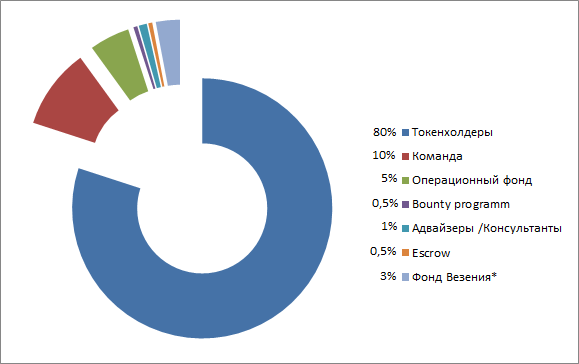 80% Токенхолдеры
10% Команда
5% Операционный фонд
0,5% Bounty programm
1% Адвайзеры /Консультанты
0,5% Escrow
3% Фонд Везения*